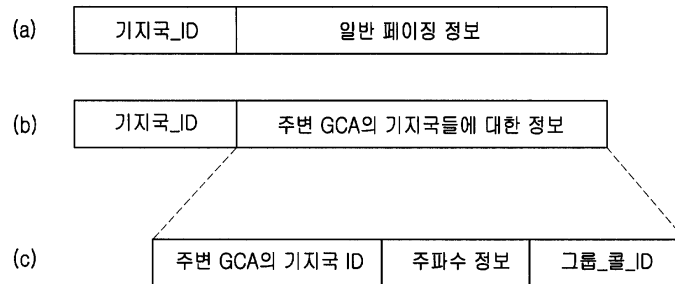 (a) 기지국_ID 일반 페이징 정보
(b) 기지국_ID 주변 GCA의 기지국들에 대한 정보
(c) 주변 GCA의 기지국 ID 주파수 정보 그룹_콜_ID